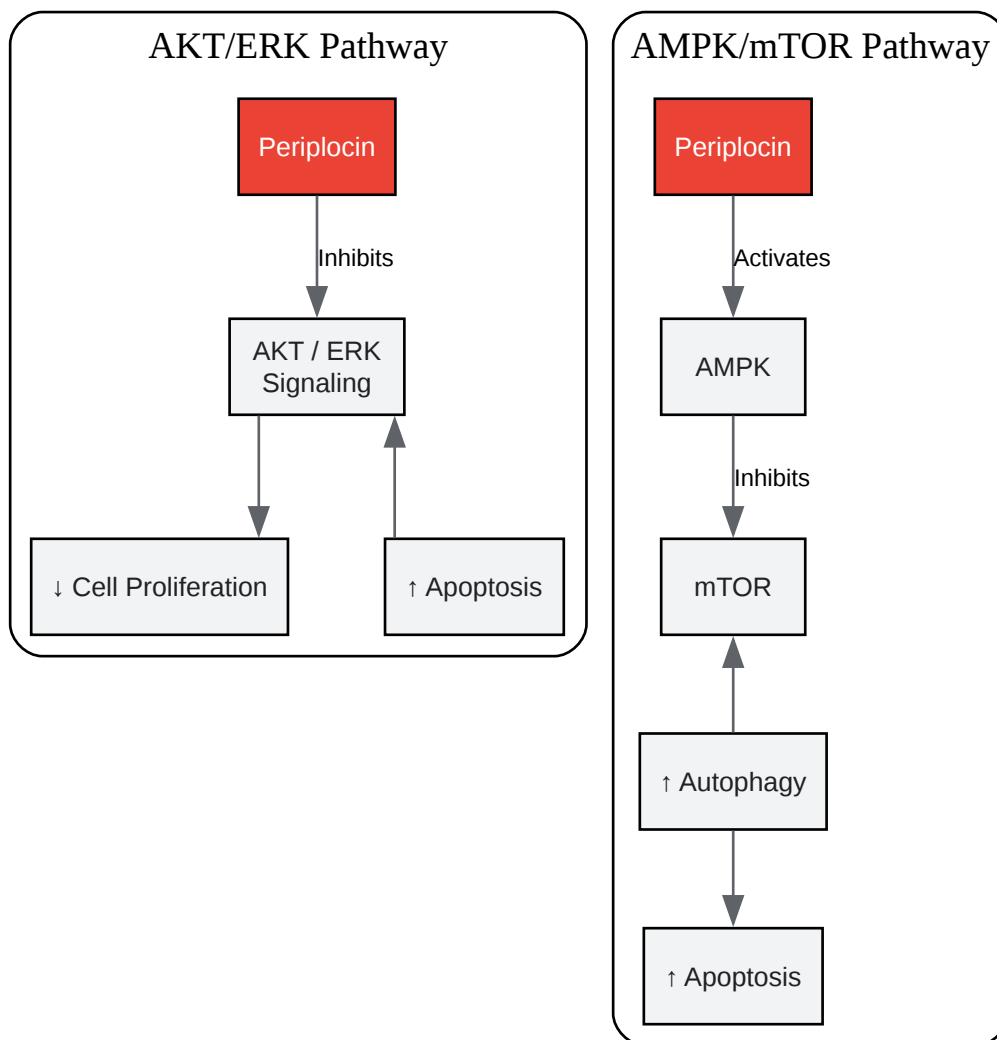 AKT/ERK Pathway
Periplocin
Inhibits
AKT / ERK
Signaling
↓ Cell Proliferation
↑ Apoptosis
AMPK/mTOR Pathway
Periplocin
Activates
AMPK
Inhibits
mTOR
↑ Autophagy
↑ Apoptosis